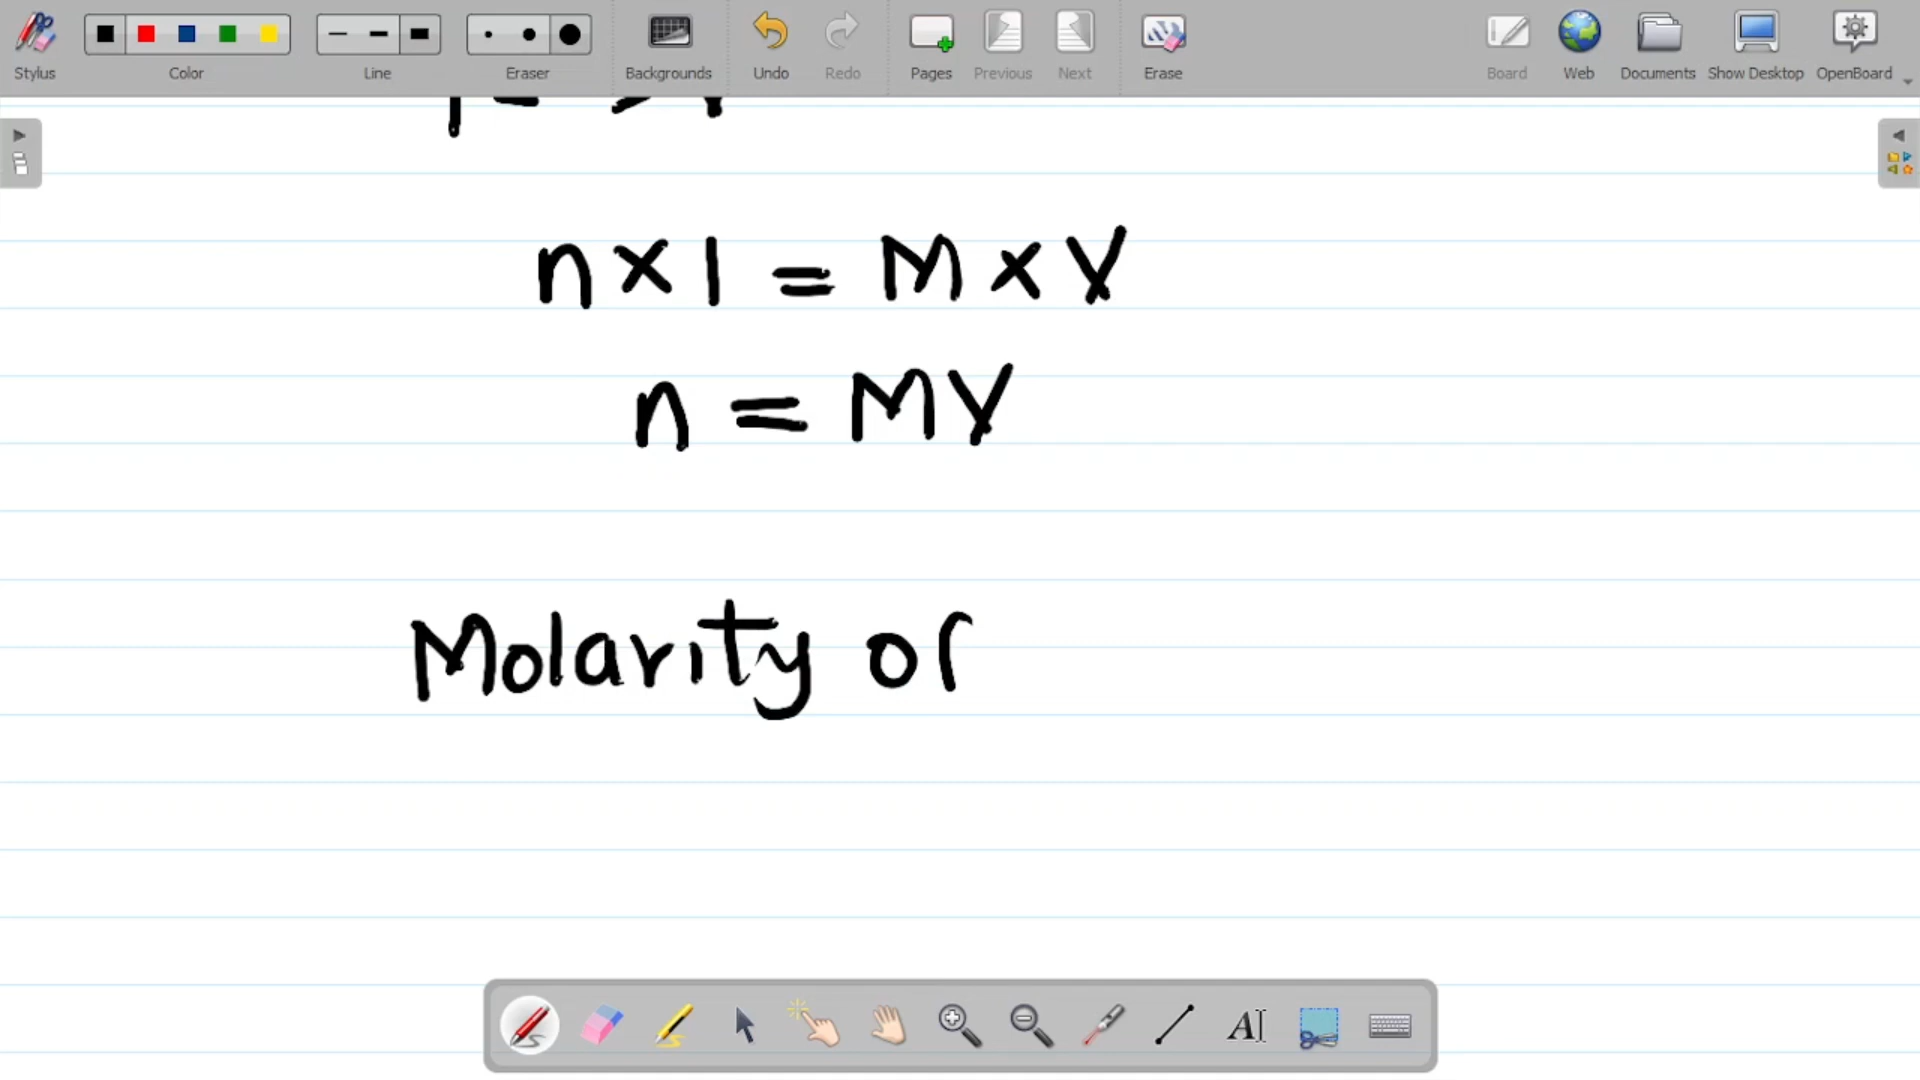 Stylus Color Line Eraser Backgrounds Undo Redo Pages Previous Next Erase Board Web Documents Show Desktop OpenBoard
n × 1 = M × V
n = MV
Molarity of